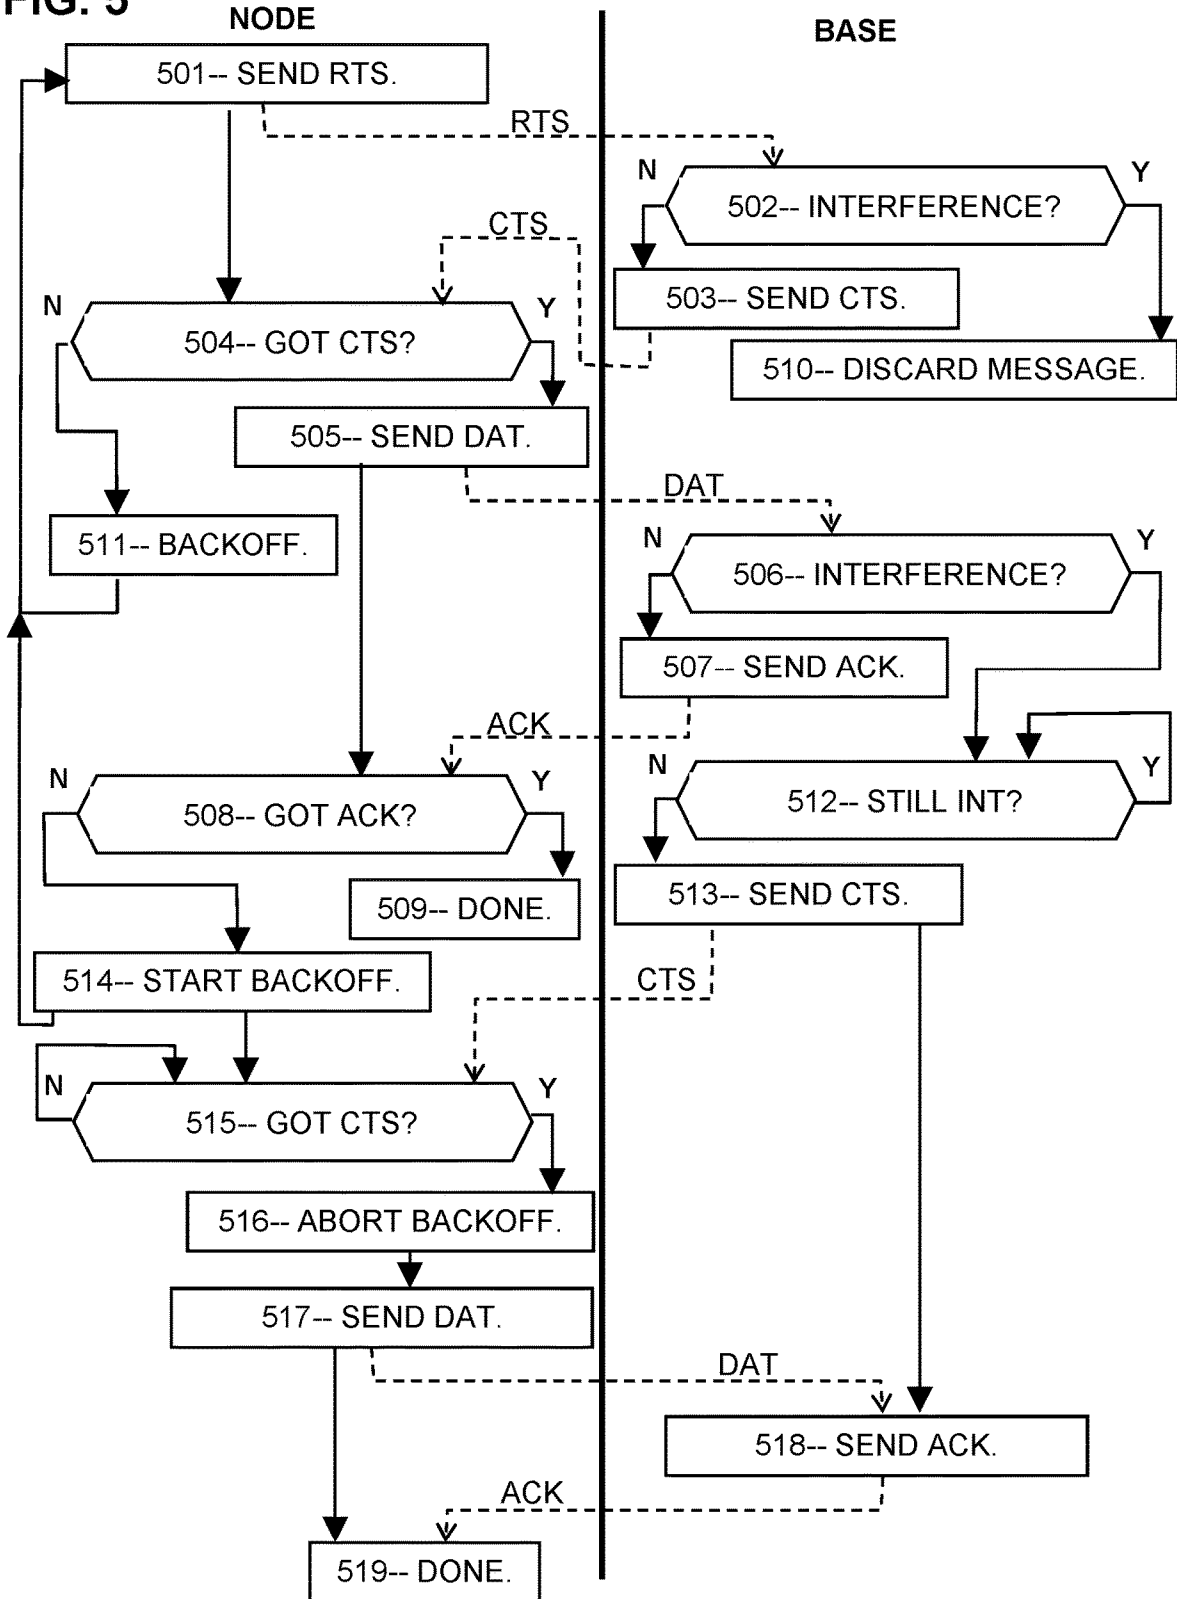 FIG. 5
NODE
BASE
501-- SEND RTS.
RTS
N
Y
502-- INTERFERENCE?
CTS
503-- SEND CTS.
N
Y
504-- GOT CTS?
510-- DISCARD MESSAGE.
505-- SEND DAT.
DAT
511-- BACKOFF.
N
Y
506-- INTERFERENCE?
507-- SEND ACK.
ACK
N
Y
508-- GOT ACK?
N
Y
512-- STILL INT?
509-- DONE.
513-- SEND CTS.
514-- START BACKOFF.
CTS
N
Y
515-- GOT CTS?
516-- ABORT BACKOFF.
517-- SEND DAT.
DAT
518-- SEND ACK.
ACK
519-- DONE.